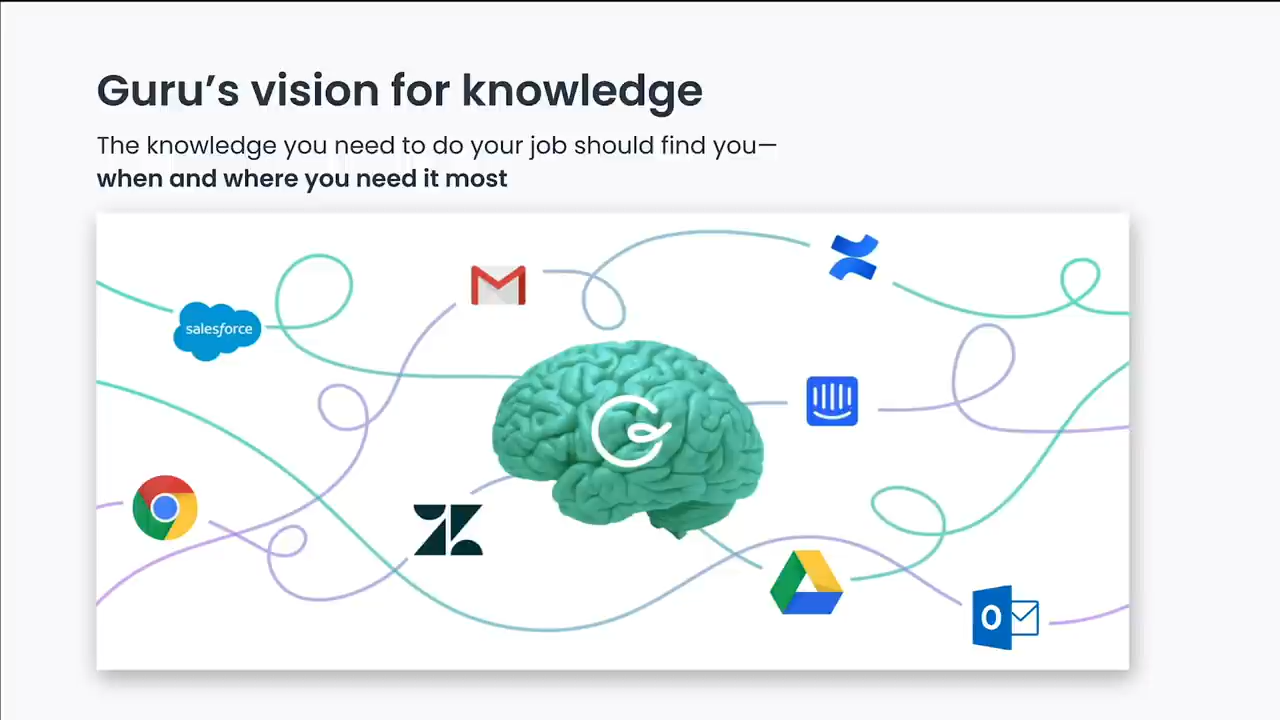 Guru’s vision for knowledge
The knowledge you need to do your job should find you—
when and where you need it most
salesforce